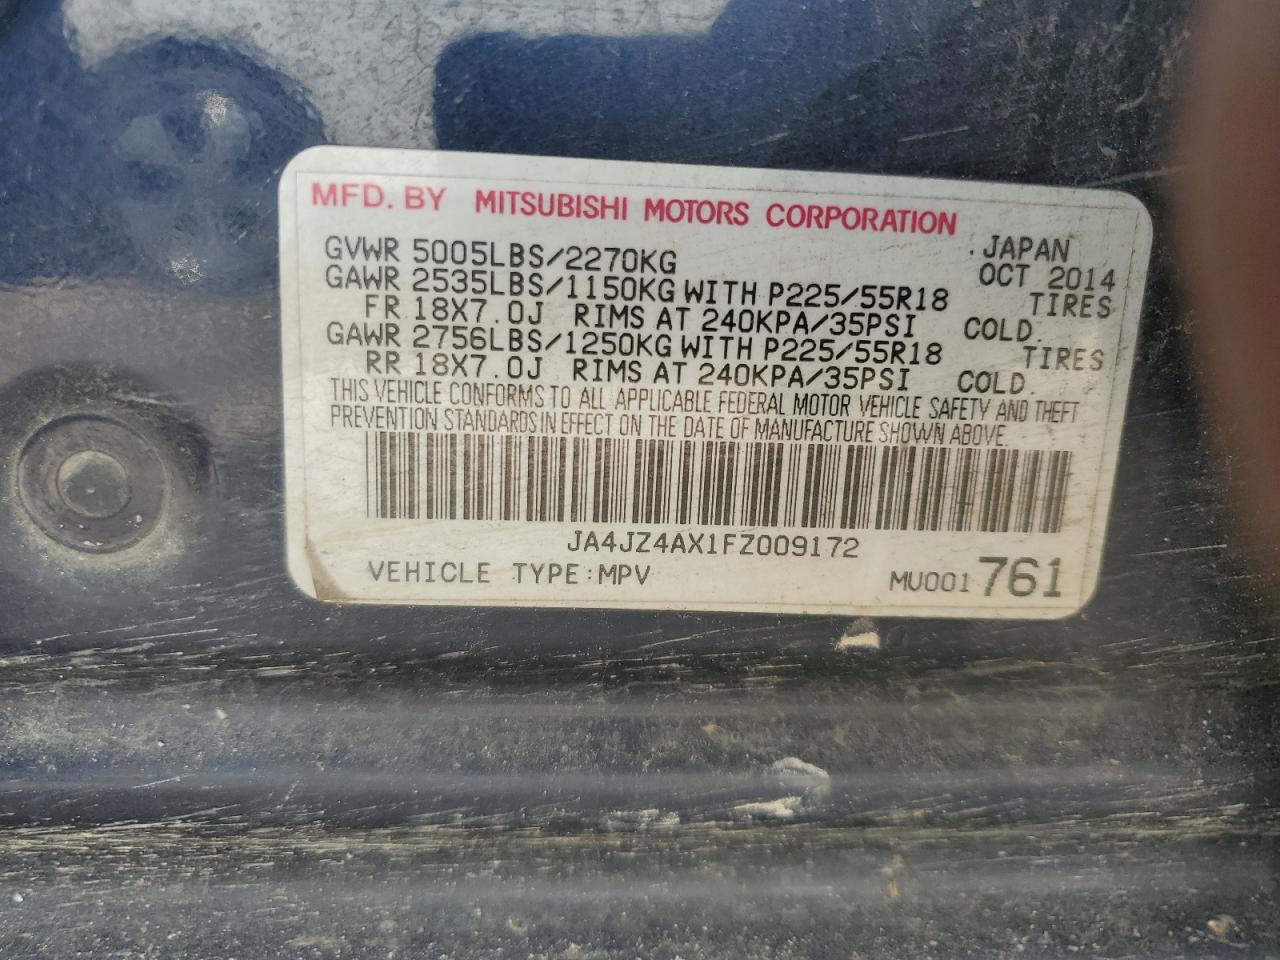 MFD. BY MITSUBISHI MOTORS CORPORATION
GVWR 5005LBS/2270KG JAPAN
OCT 2014
GAWR 2535LBS/1150KG WITH P225/55R18 TIRES
FR 18X7.0J RIMS AT 240KPA/35PSI COLD.
GAWR 2756LBS/1250KG WITH P225/55R18 TIRES
RR 18X7.0J RIMS AT 240KPA/35PSI COLD.
THIS VEHICLE CONFORMS TO ALL APPLICABLE FEDERAL MOTOR VEHICLE SAFETY AND THEFT
PREVENTION STANDARDS IN EFFECT ON THE DATE OF MANUFACTURE SHOWN ABOVE.
JA4JZ4AX1FZ009172
VEHICLE TYPE:MPV MU001 761